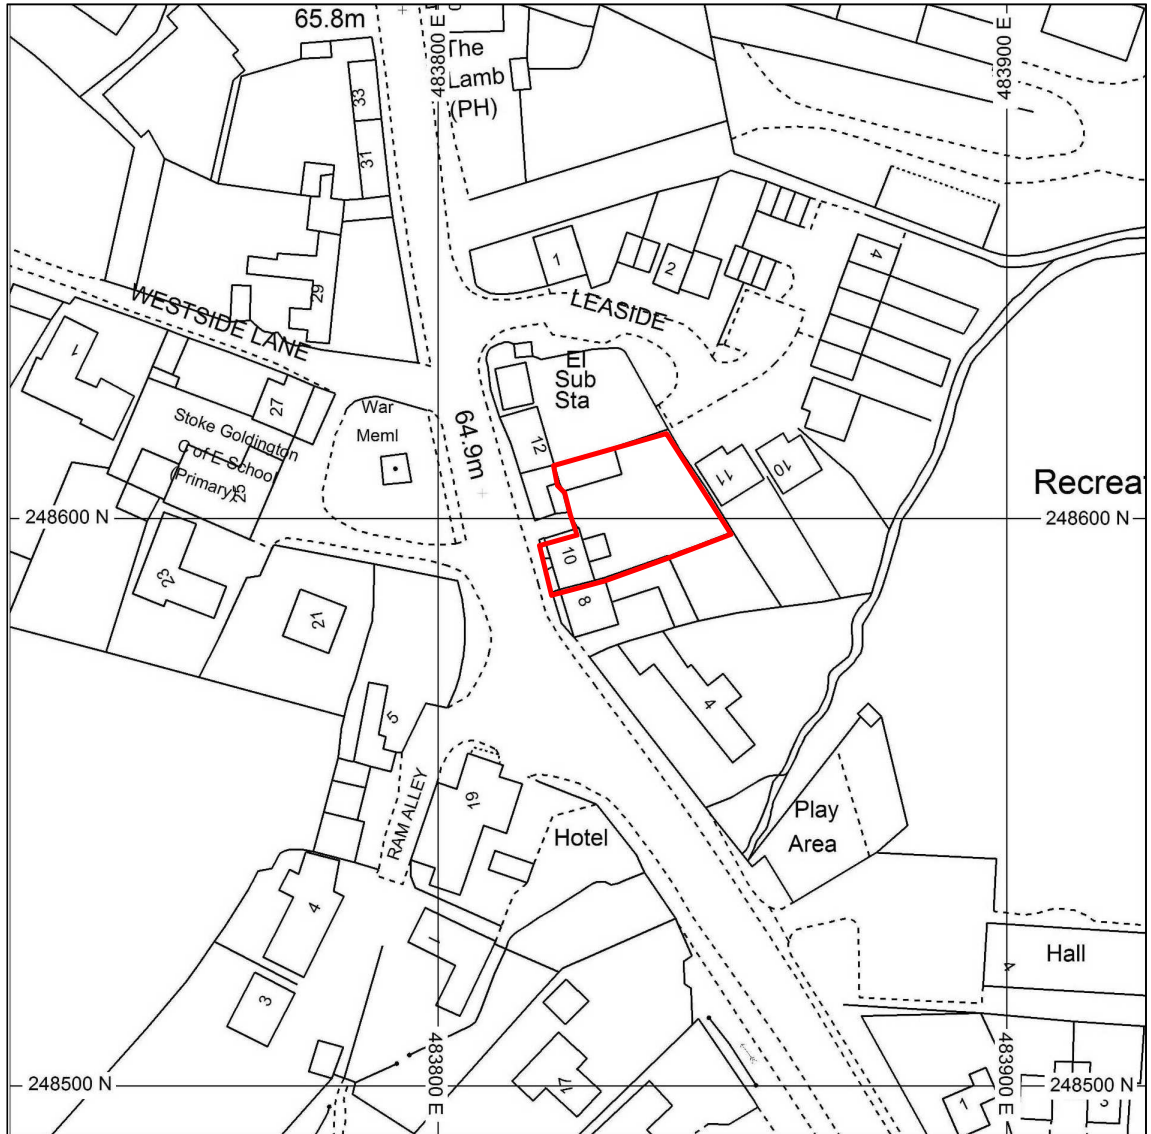 65.8m
483800 E
The
Lamb
(PH)
483900 E
33
31
1
2
4
LEASIDE
29
WESTSIDE LANE
1
27
El
Sub
Sta
War
Meml
64.9m
12
Stoke Goldington
C of E School
(Primary)
25
11
10
Recrea
248600 N
248600 N
10
8
23
21
4
5
RAM ALLEY
19
Hotel
Play
Area
4
1
3
Hall
4
17
483800 E
483900 E
248500 N
248500 N
1
3